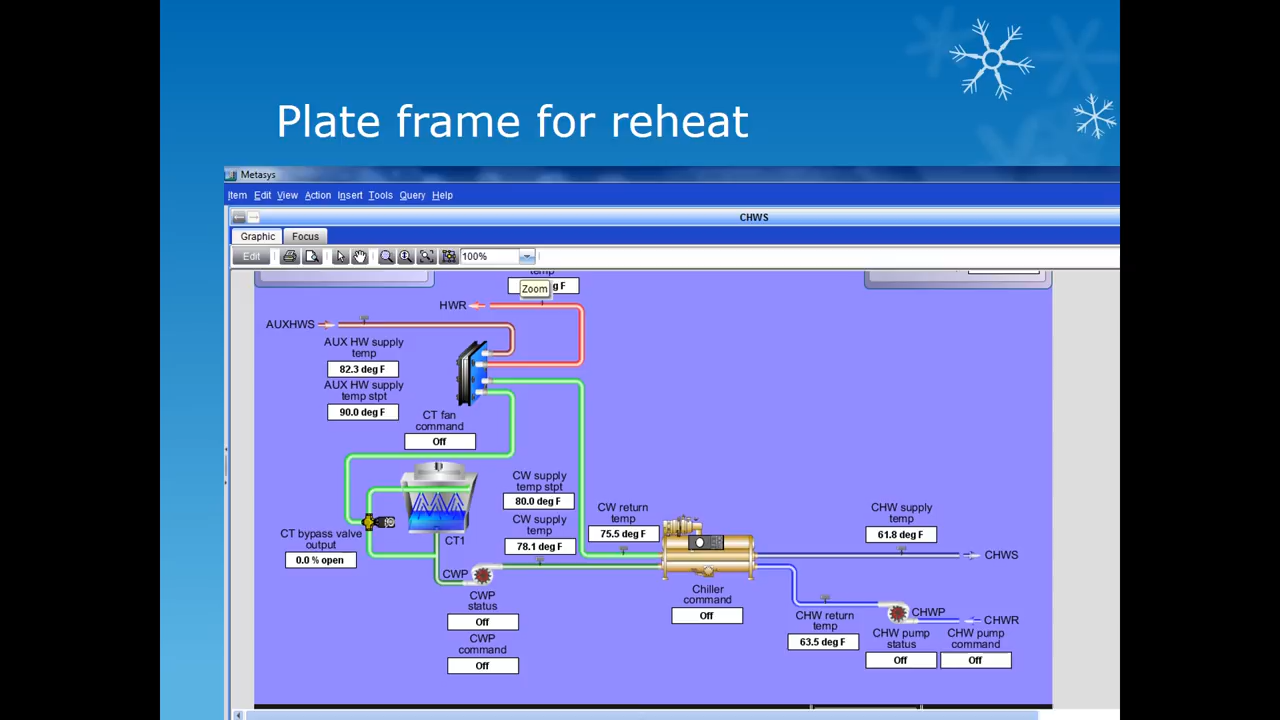 Plate frame for reheat
Metasys
Item Edit View Action Insert Tools Query Help
CHWS
Graphic Focus
Edit 100%
temp
g F
Zoom
HWR
AUXHWS
AUX HW supply
temp
82.3 deg F
AUX HW supply
temp stpt
90.0 deg F
CT fan
command
Off
CW supply
temp stpt
80.0 deg F
CW supply
temp
78.1 deg F
CW return
temp
75.5 deg F
CHW supply
temp
61.8 deg F
CT bypass valve
output
0.0 % open
CT1
CHWS
CWP
CWP
status
Off
CWP
command
Off
Chiller
command
Off
CHW return
temp
63.5 deg F
CHWP
CHWR
CHW pump
status
Off
CHW pump
command
Off